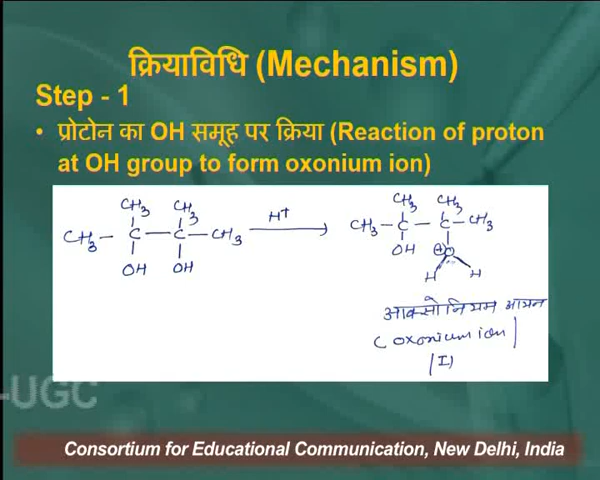 क्रियाविधि (Mechanism)
Step - 1
• प्रोटोन का OH समूह पर क्रिया (Reaction of proton
at OH group to form oxonium ion)
CH3 CH3
CH3 - C - C - CH3
OH OH
H+
CH3 CH3
CH3 - C - C - CH3
OH ⊕O
H H
आक्सोनियम आयन
(oxonium ion)
(I)
-UGC
Consortium for Educational Communication, New Delhi, India